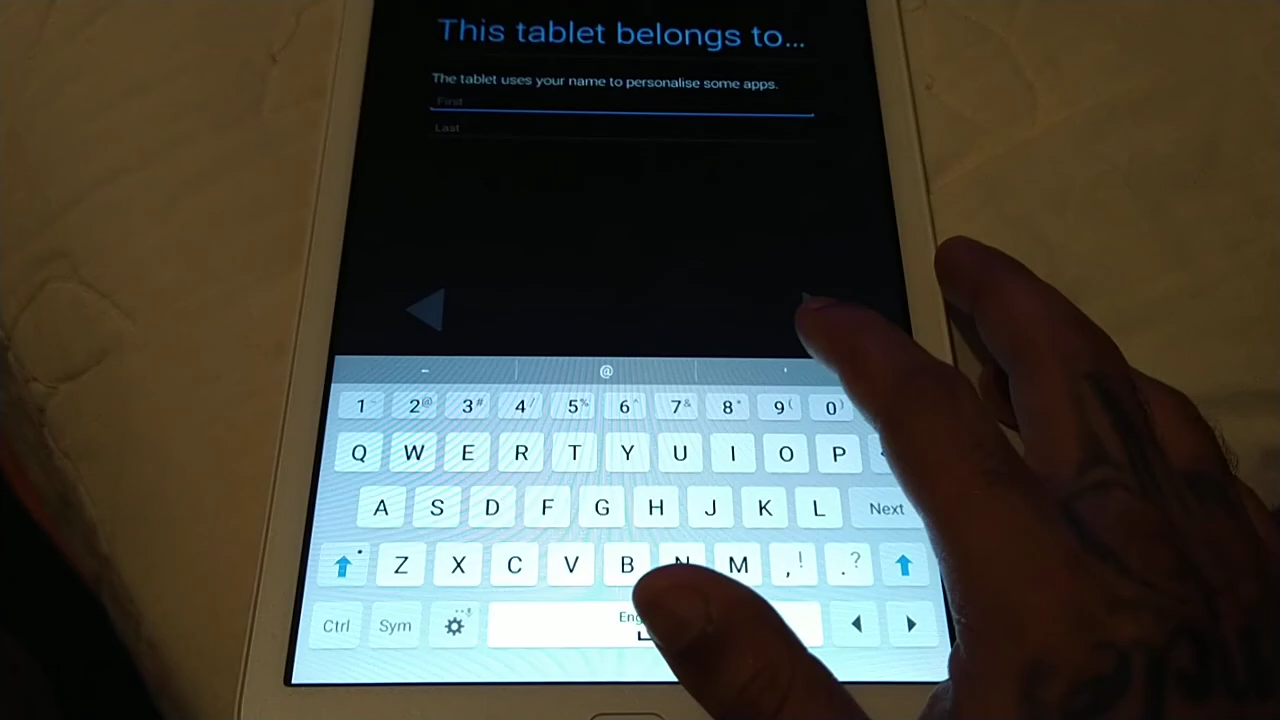 This tablet belongs to...
The tablet uses your name to personalise some apps.
First
Last
- @ '
1 2@ 3# 4/ 5% 6^ 7& 8* 9( 0)
Q W E R T Y U I O P
A S D F G H J K L Next
Z X C V B N M ,! .?
Ctrl Sym